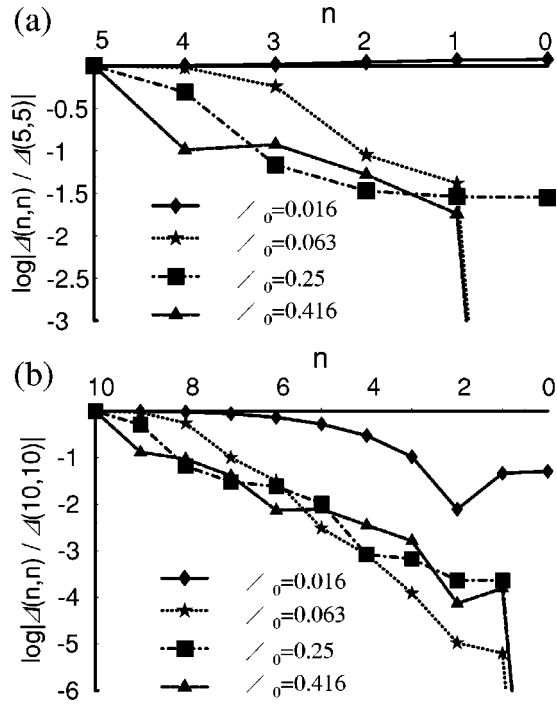 (a)
n
5 4 3 2 1 0
-0.5
-1
-1.5
-2
-2.5
-3
log|Δ(n,n) / Δ(5,5)|
⁄ ₀=0.016
⁄ ₀=0.063
⁄ ₀=0.25
⁄ ₀=0.416
(b)
n
10 8 6 4 2 0
-1
-2
-3
-4
-5
-6
log|Δ(n,n) / Δ(10,10)|
⁄ ₀=0.016
⁄ ₀=0.063
⁄ ₀=0.25
⁄ ₀=0.416